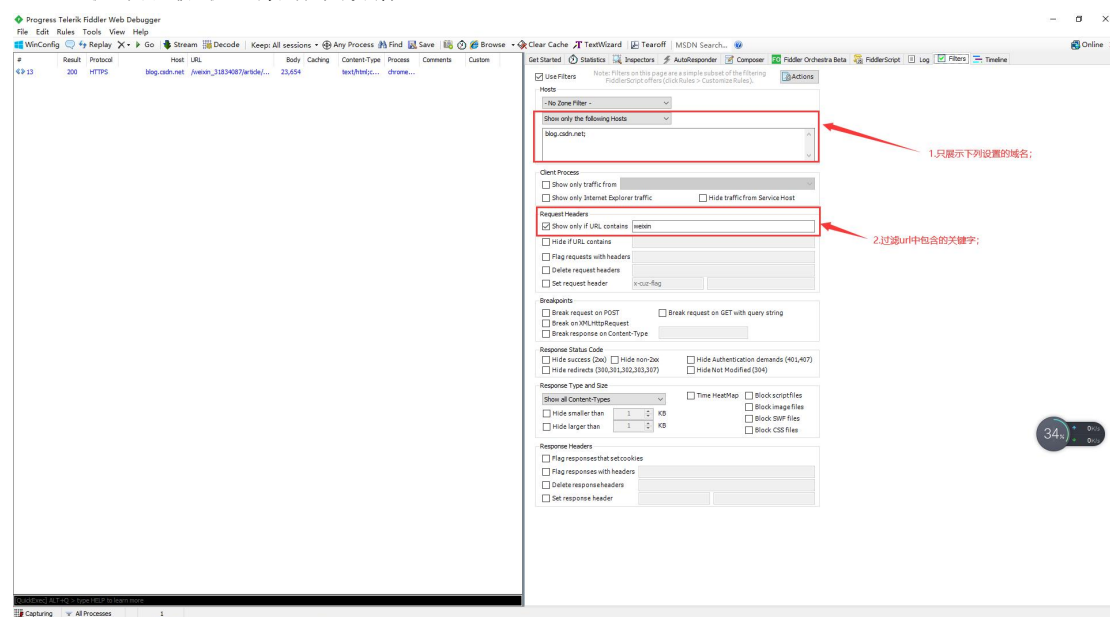 Progress Telerik Fiddler Web Debugger
File Edit Rules Tools View Help
WinConfig Replay X Go Stream Decode Keep: All sessions Any Process Find Save Browse Clear Cache TextWizard Tearoff MSDN Search... Online
# Result Protocol Host URL Body Caching Content-Type Process Comments Custom
13 200 HTTPS blog.csdn.net /weixin_31834087/article/... 23,654 text/html;c... chrome...
Get Started Statistics Inspectors AutoResponder Composer FO Fiddler Orchestra Beta FiddlerScript Log Filters Timeline
Use Filters
Note: Filters on this page are a simple subset of the filtering
FiddlerScript offers (click Rules > Customize Rules).
Actions
Hosts
- No Zone Filter -
Show only the following Hosts
blog.csdn.net;
1.只展示下列设置的域名;
Client Process
Show only traffic from
Show only Internet Explorer traffic Hide traffic from Service Host
Request Headers
Show only if URL contains weixin
2.过滤url中包含的关键字;
Hide if URL contains
Flag requests with headers
Delete request headers
Set request header x-cuz-flag
Breakpoints
Break request on POST Break request on GET with query string
Break on XMLHttpRequest
Break response on Content-Type
Response Status Code
Hide success (2xx) Hide non-2xx Hide Authentication demands (401,407)
Hide redirects (300,301,302,303,307) Hide Not Modified (304)
Response Type and Size
Show all Content-Types Time HeatMap Block script files
Block image files
Hide smaller than 1 KB
Block SWF files
Hide larger than 1 KB
Block CSS files
34%
0K/s
0K/s
Response Headers
Flag responses that set cookies
Flag responses with headers
Delete response headers
Set response header
[QuickExec] ALT+Q > type HELP to learn more
Capturing All Processes 1